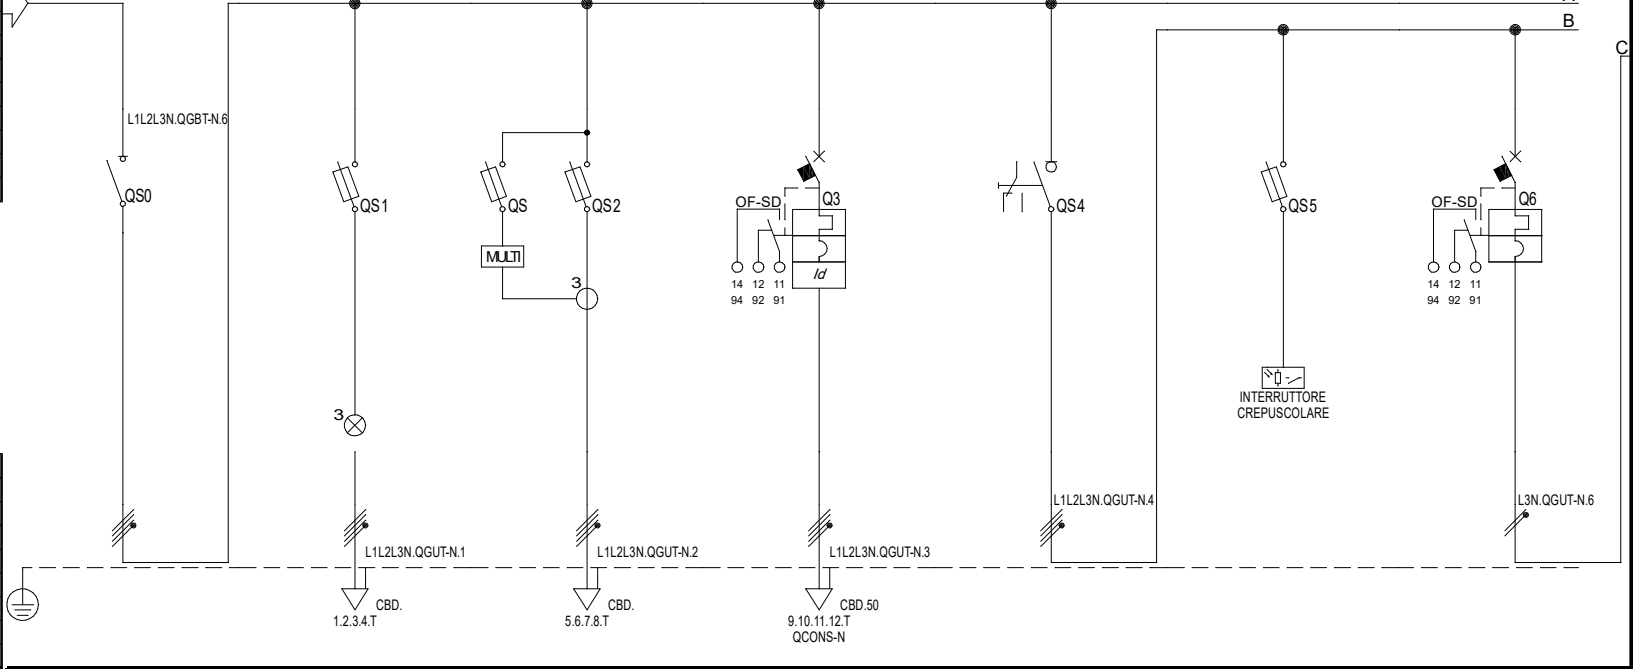 B
C
L1L2L3N.QGBT-N.6
QS0
QS1
QS
QS2
Q3
QS4
QS5
Q6
OF-SD
OF-SD
MULTI
Id
3
14 12 11
94 92 91
14 12 11
94 92 91
INTERRUTTORE
CREPUSCOLARE
3
L1L2L3N.QGUT-N.4
L3N.QGUT-N.6
L1L2L3N.QGUT-N.1
L1L2L3N.QGUT-N.2
L1L2L3N.QGUT-N.3
CBD.
1.2.3.4.T
CBD.
5.6.7.8.T
CBD.50
9.10.11.12.T
QCONS-N